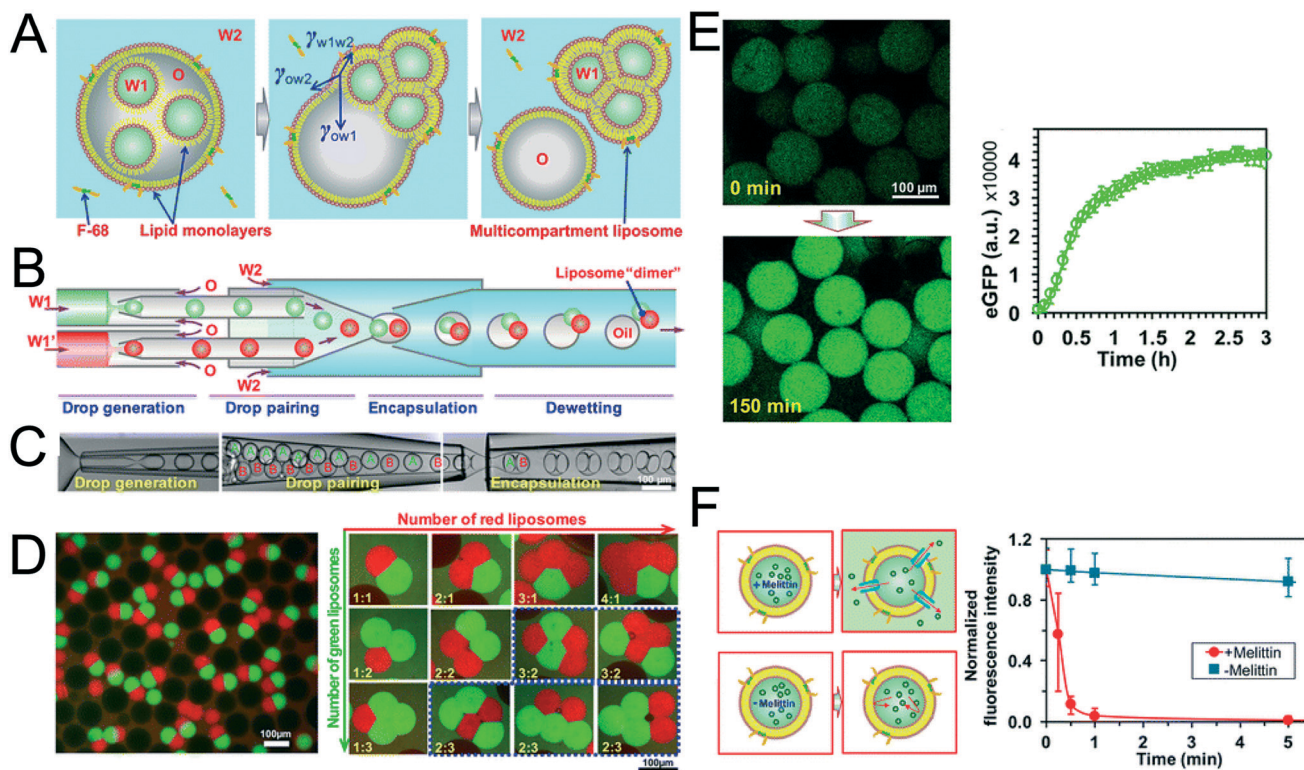 A
W2
W1
O
F-68
Lipid monolayers
γw1w2
γow2
γow1
W2
W1
O
Multicompartment liposome
B
W1
W1'
O
O
O
W2
W2
Liposome"dimer"
Oil
Drop generation
Drop pairing
Encapsulation
Dewetting
C
A A A A A A A
B B B B B B B
A B
Drop generation
Drop pairing
Encapsulation
100 µm
D
100µm
Number of red liposomes
Number of green liposomes
1:1
2:1
3:1
4:1
1:2
2:2
3:2
3:2
1:3
2:3
2:3
2:3
100µm
E
0 min
100 µm
150 min
eGFP (a.u.) ×10000
4
3
2
1
0
0 0.5 1 1.5 2 2.5 3
Time (h)
F
+ Melittin
- Melittin
Normalized
fluorescence intensity
1.2
0.8
0.4
0.0
+Melittin
-Melittin
0 1 2 3 4 5
Time (min)